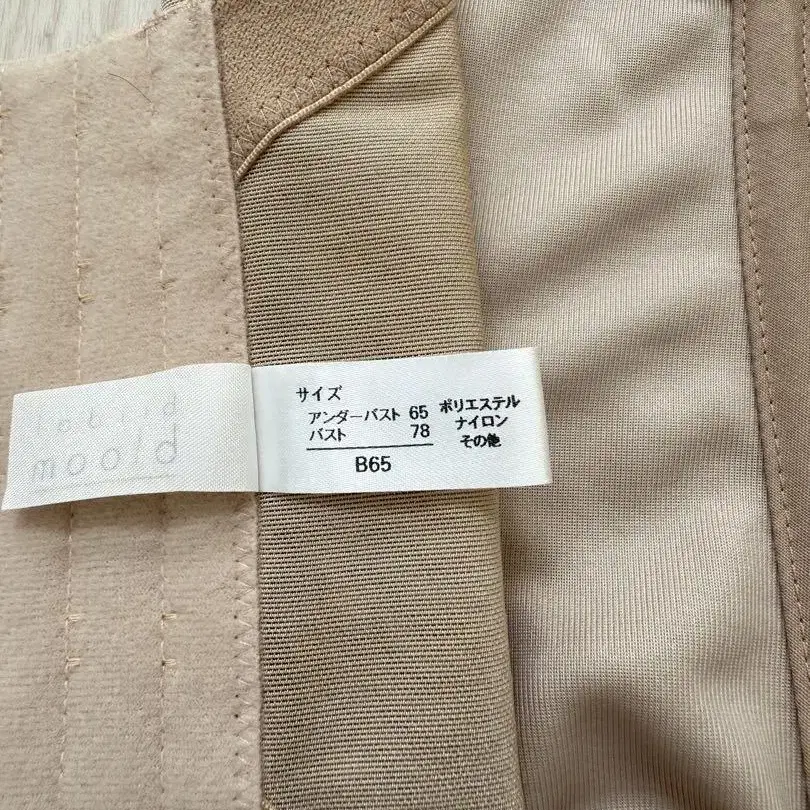 moold
サイズ
アンダーバスト 65
バスト 78
B65
ポリエステル
ナイロン
その他